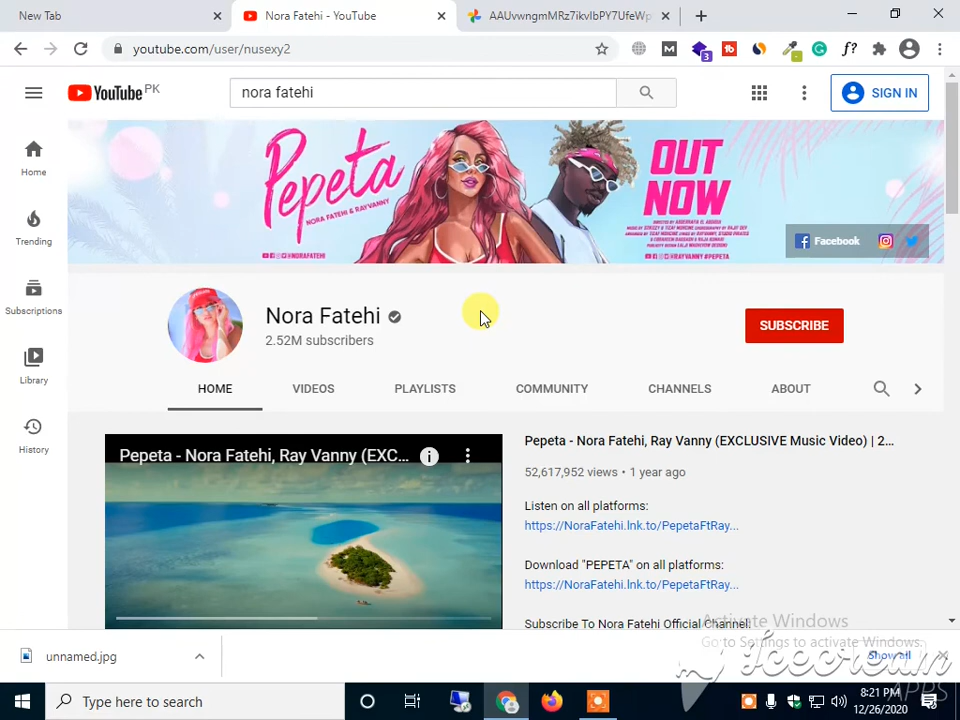 New Tab
Nora Fatehi - YouTube
AAUvwngmMRz7ikvlbPY7UfeWp
youtube.com/user/nusexy2
3
f?
YouTube PK
nora fatehi
SIGN IN
Home
Trending
Subscriptions
Library
History
Pepeta
NORA FATEHI & RAYVANNY
OUT
NOW
Facebook
Nora Fatehi
2.52M subscribers
SUBSCRIBE
HOME
VIDEOS
PLAYLISTS
COMMUNITY
CHANNELS
ABOUT
Pepeta - Nora Fatehi, Ray Vanny (EXC...
Pepeta - Nora Fatehi, Ray Vanny (EXCLUSIVE Music Video) | 2...
52,617,952 views • 1 year ago
Listen on all platforms:
https://NoraFatehi.lnk.to/PepetaFtRay...
Download "PEPETA" on all platforms:
https://NoraFatehi.lnk.to/PepetaFtRay...
Subscribe To Nora Fatehi Official Channel:
Activate Windows
Go to Settings to activate Windows.
unnamed.jpg
Show all
Icecream
APPS
Type here to search
8:21 PM
12/26/2020